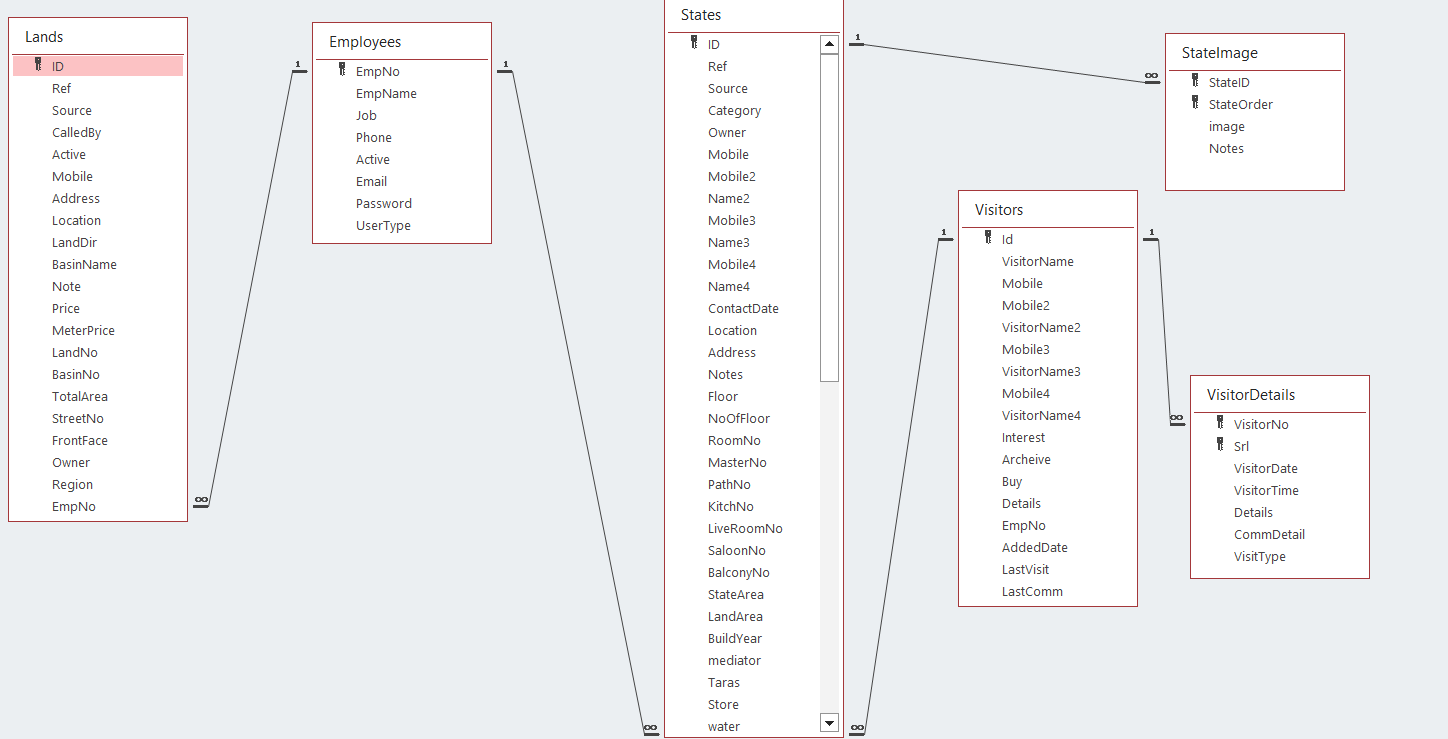 Lands
ID
Ref
Source
CalledBy
Active
Mobile
Address
Location
LandDir
BasinName
Note
Price
MeterPrice
LandNo
BasinNo
TotalArea
StreetNo
FrontFace
Owner
Region
EmpNo
1
∞
Employees
EmpNo
EmpName
Job
Phone
Active
Email
Password
UserType
1
∞
States
ID
Ref
Source
Category
Owner
Mobile
Mobile2
Name2
Mobile3
Name3
Mobile4
Name4
ContactDate
Location
Address
Notes
Floor
NoOfFloor
RoomNo
MasterNo
PathNo
KitchNo
LiveRoomNo
SaloonNo
BalconyNo
StateArea
LandArea
BuildYear
mediator
Taras
Store
water
1
∞
StateImage
StateID
StateOrder
image
Notes
1
∞
Visitors
Id
VisitorName
Mobile
Mobile2
VisitorName2
Mobile3
VisitorName3
Mobile4
VisitorName4
Interest
Archeive
Buy
Details
EmpNo
AddedDate
LastVisit
LastComm
1
∞
VisitorDetails
VisitorNo
Srl
VisitorDate
VisitorTime
Details
CommDetail
VisitType